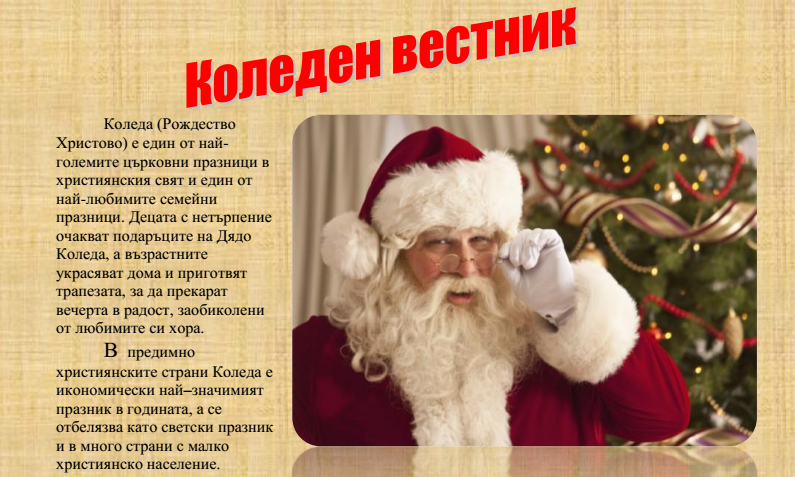 Коледен вестник
Коледа (Рождество
Христово) е един от най-
големите църковни празници в
християнския свят и един от
най-любимите семейни
празници. Децата с нетърпение
очакват подаръците на Дядо
Коледа, а възрастните
украсяват дома и приготвят
трапезата, за да прекарат
вечерта в радост, заобиколени
от любимите си хора.
В предимно
християнските страни Коледа е
икономически най–значимият
празник в годината, а се
отбелязва като светски празник
и в много страни с малко
християнско население.